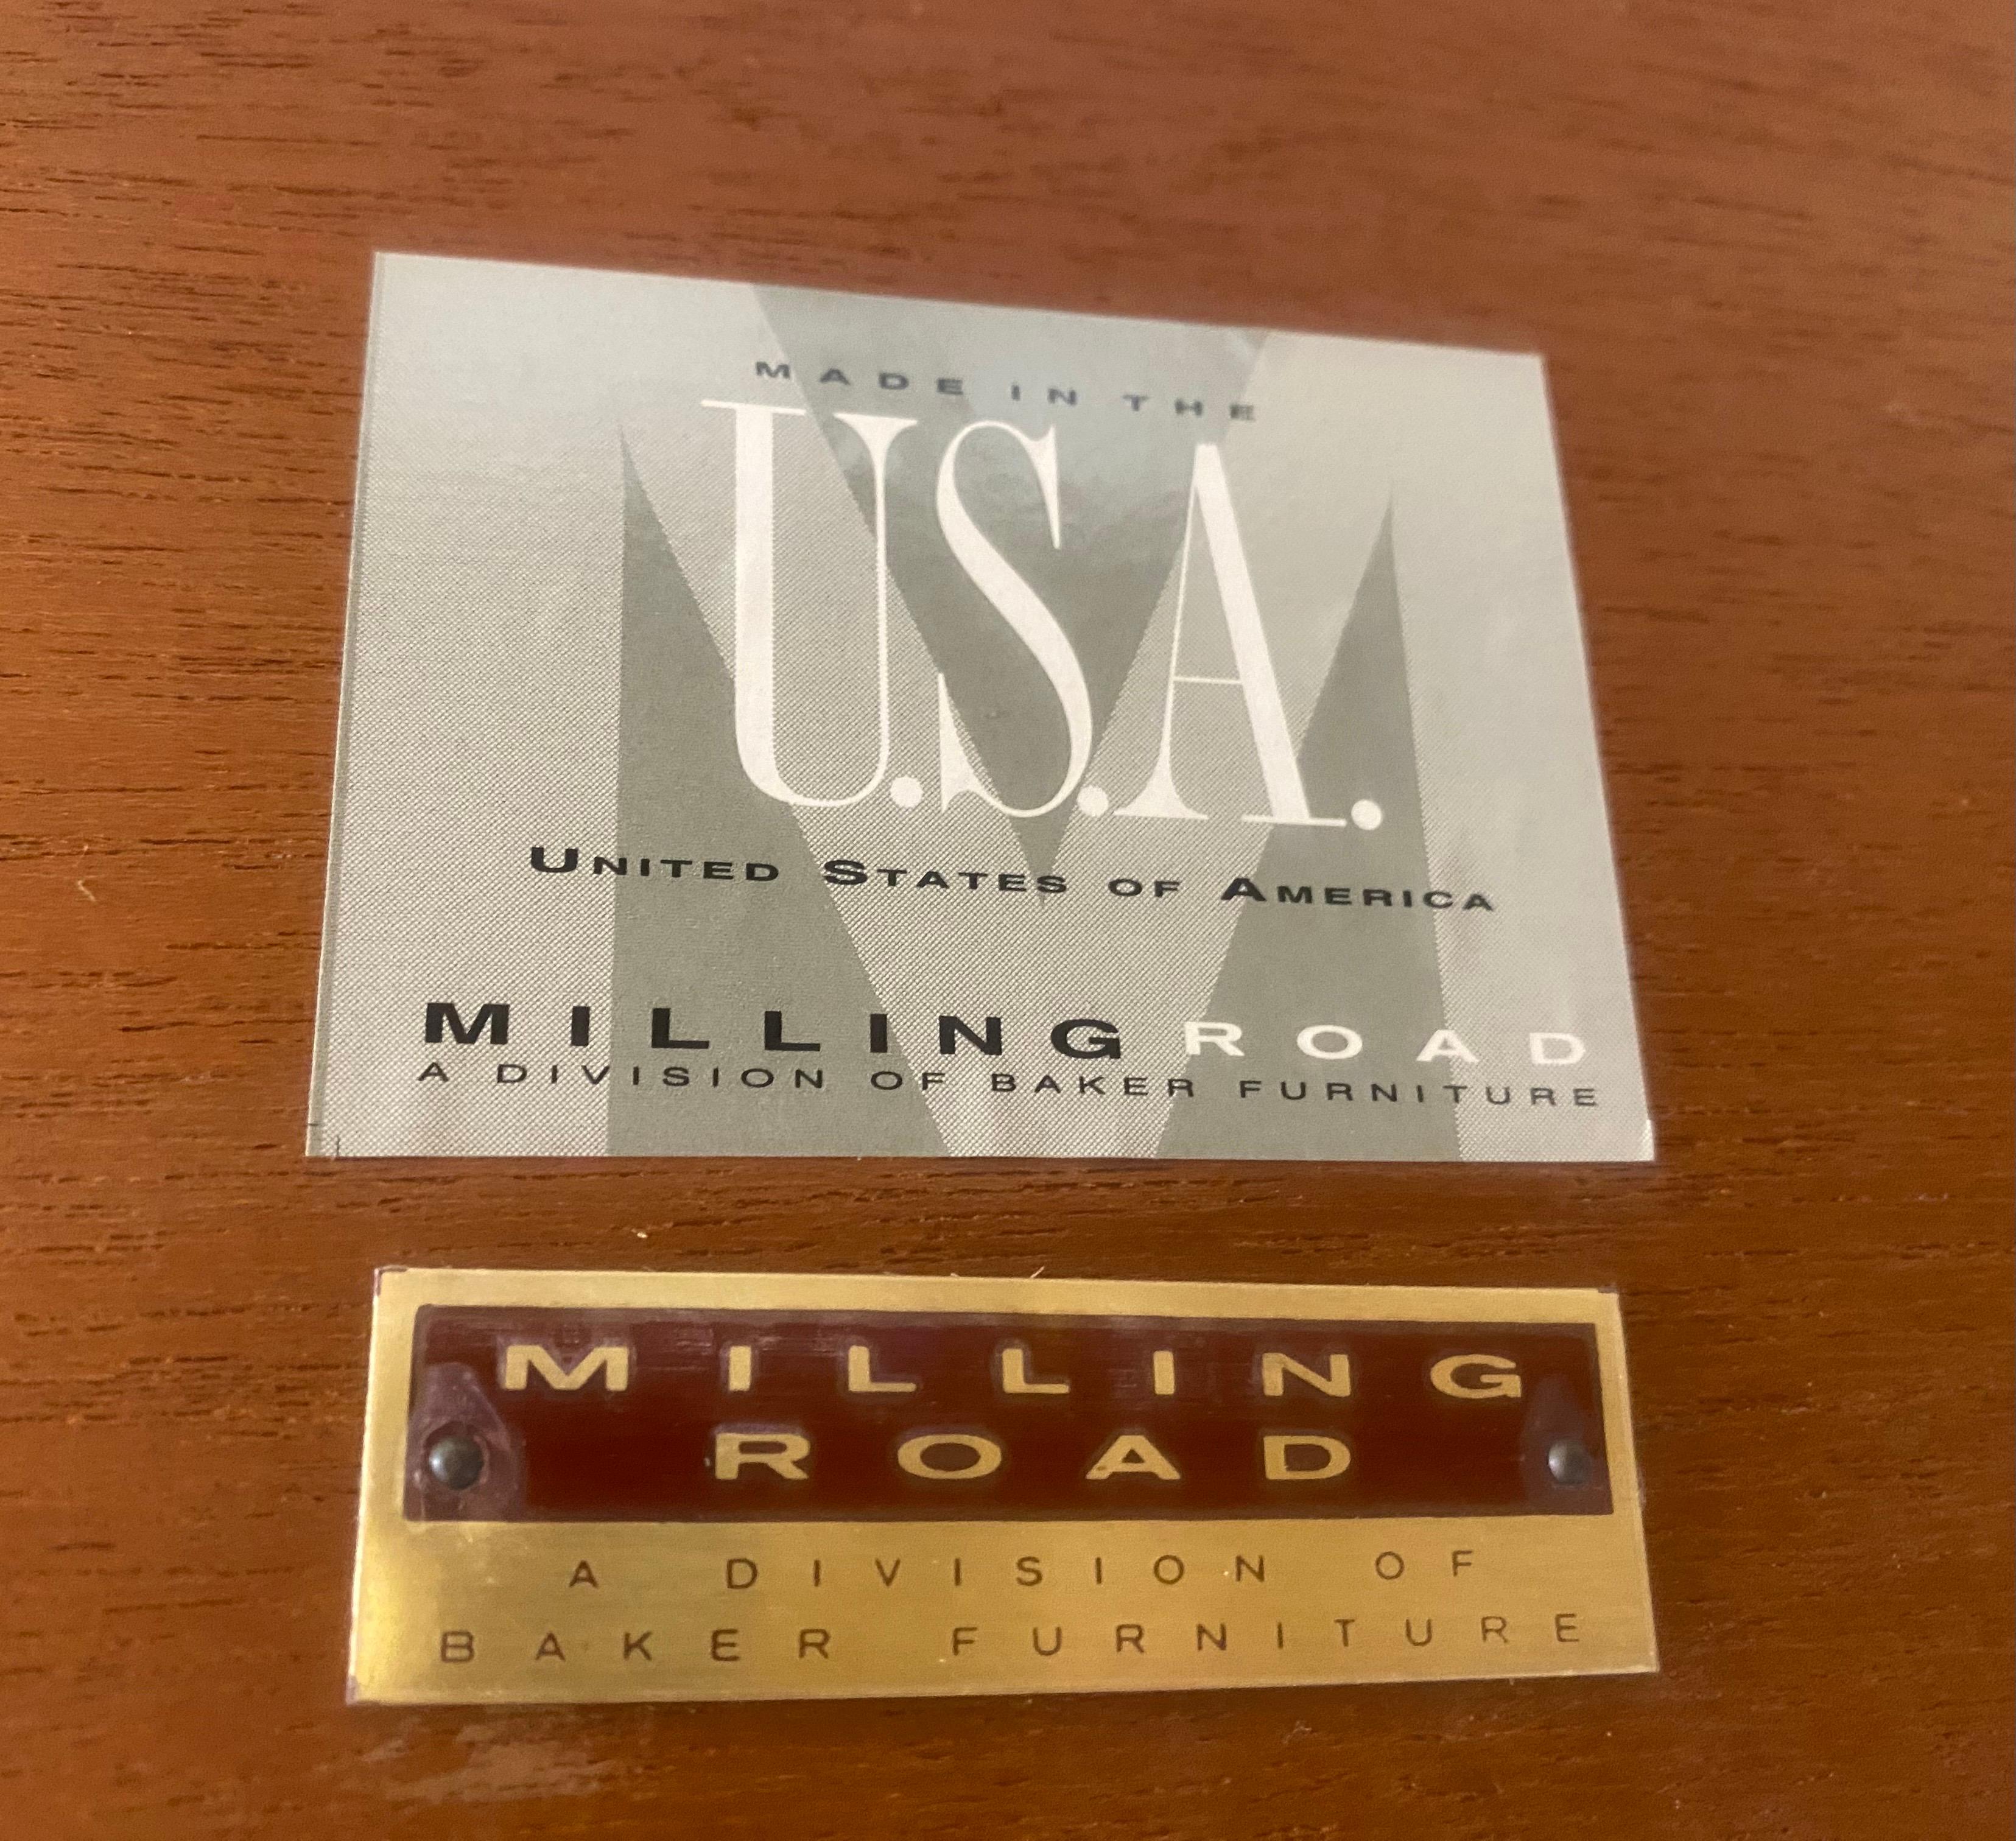 MADE IN THE
U.S.A.
UNITED STATES OF AMERICA
MILLING ROAD
A DIVISION OF BAKER FURNITURE
MILLING
ROAD
A DIVISION OF
BAKER FURNITURE